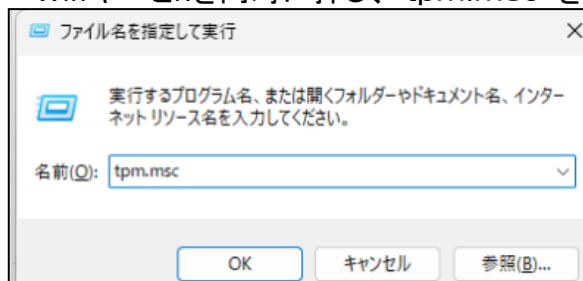 ファイル名を指定して実行
実行するプログラム名、または開くフォルダーやドキュメント名、インター
ネット リソース名を入力してください。
名前(O):
tpm.msc
OK
キャンセル
参照(B)...